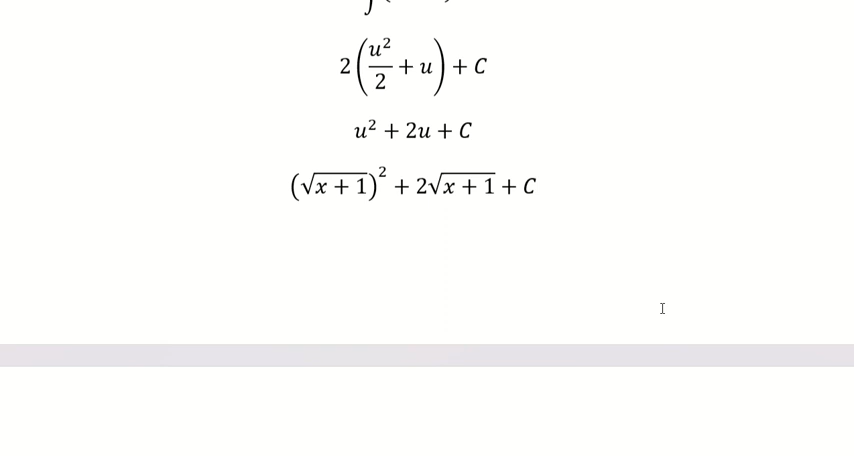 2(u²/2 + u) + C
u² + 2u + C
(√(x + 1))² + 2√(x + 1) + C